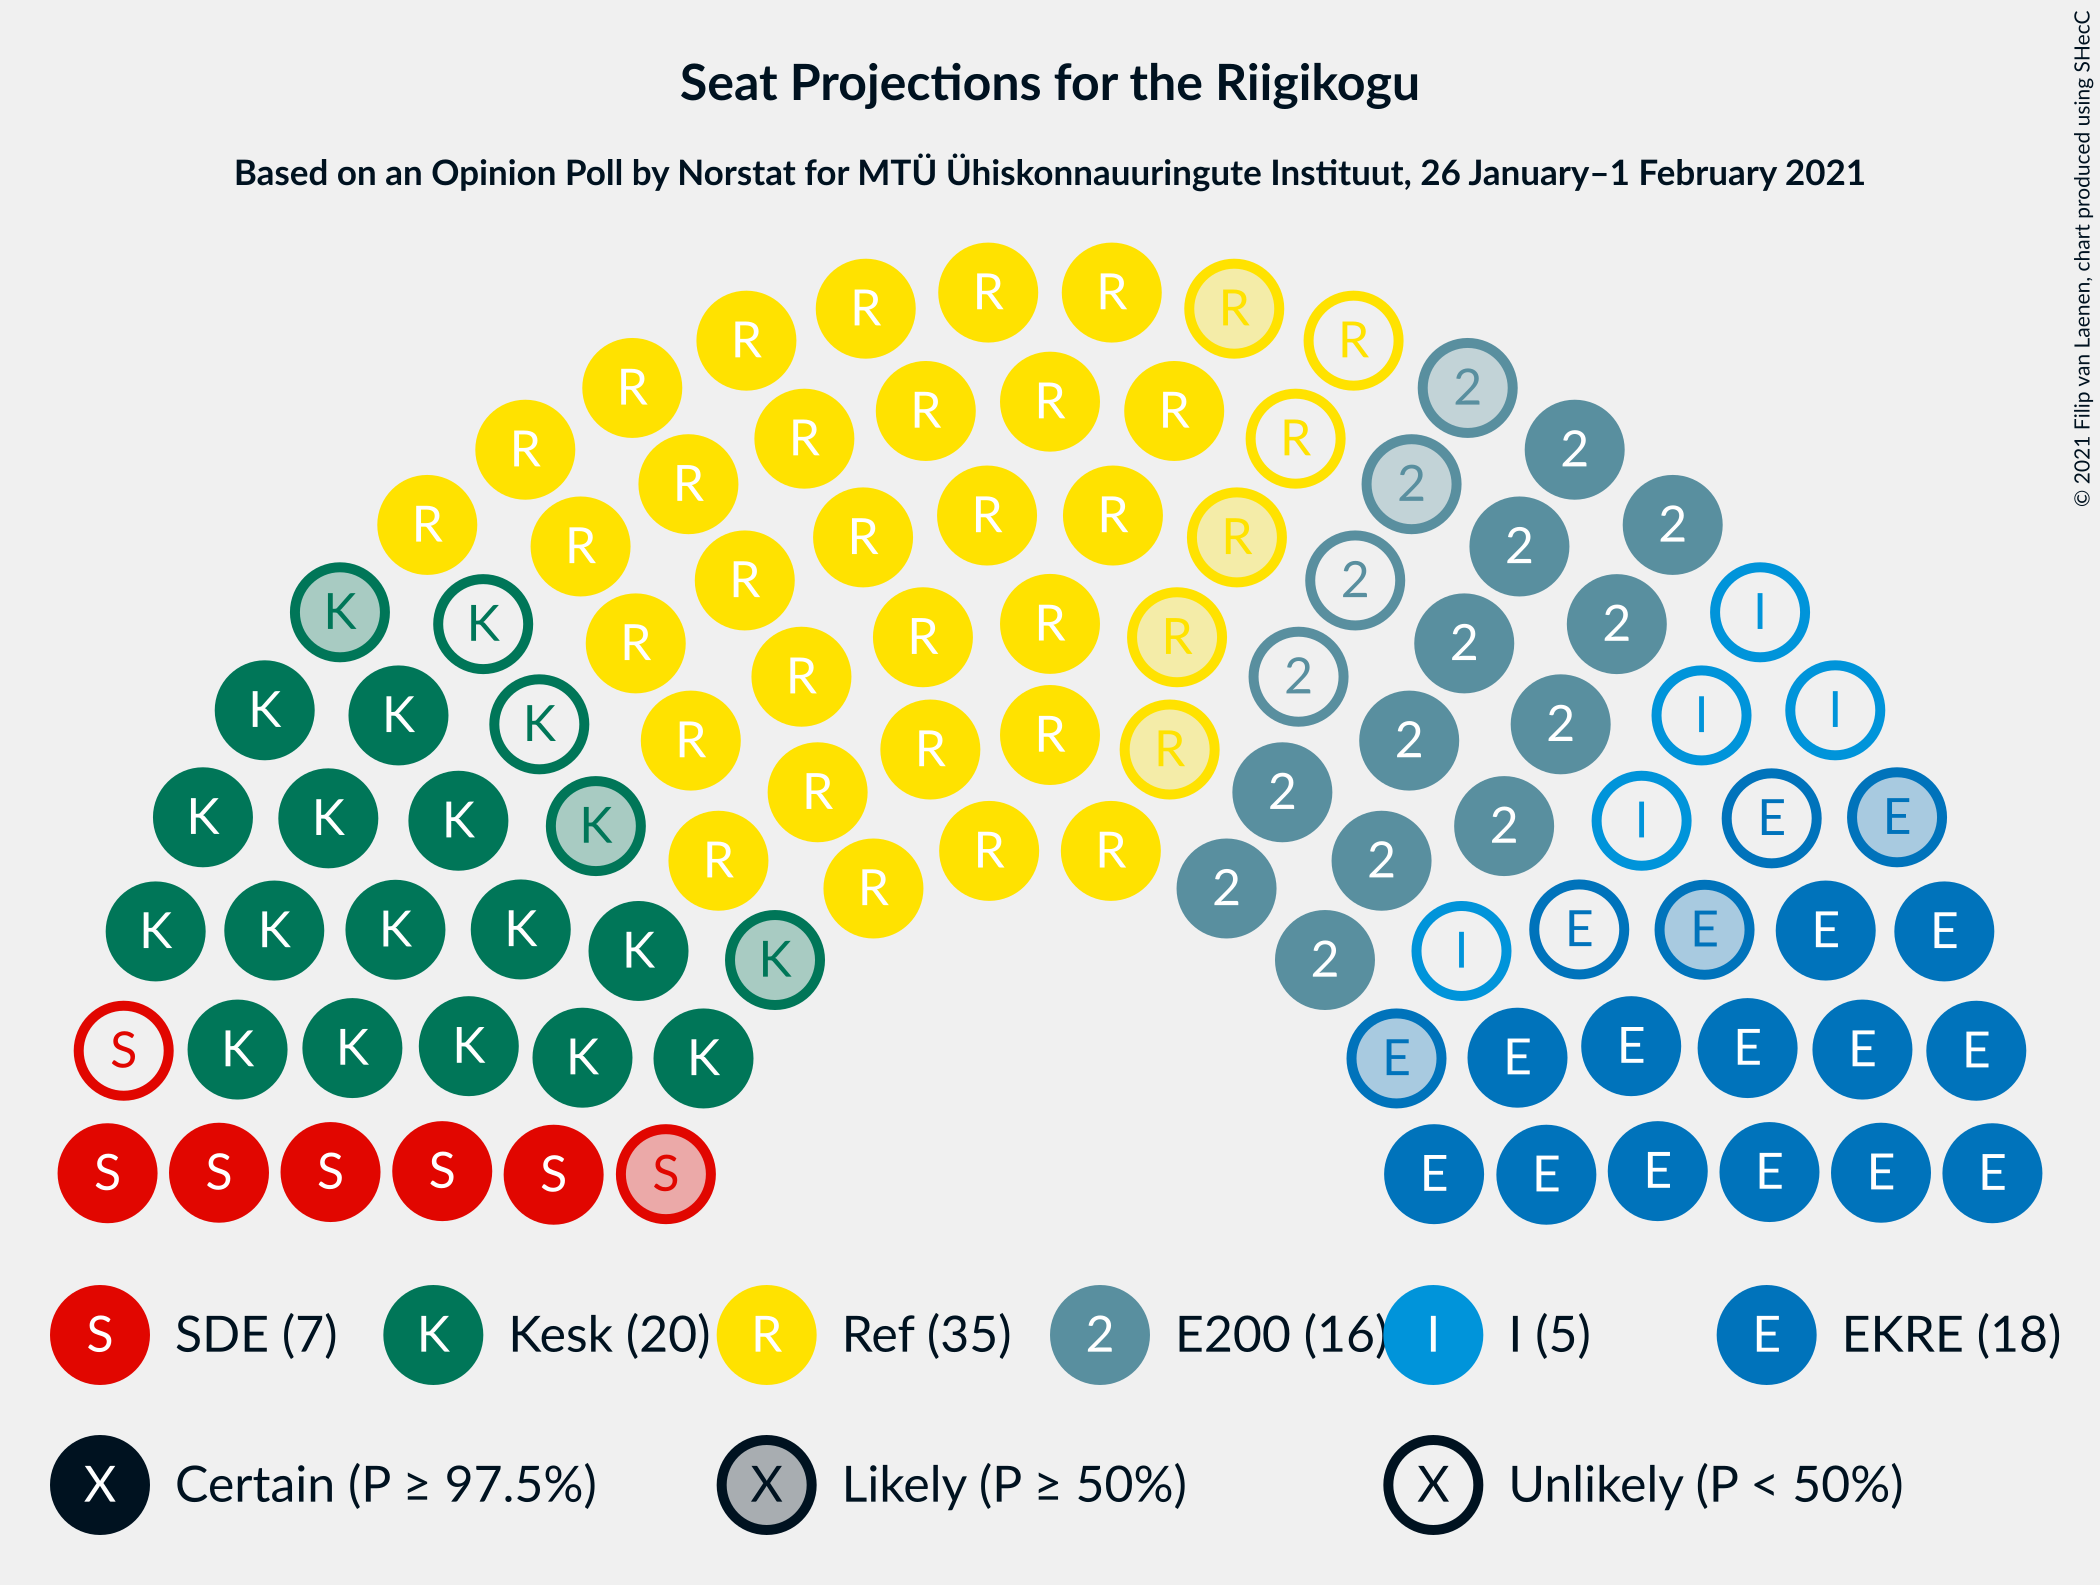 Seat Projections for the Riigikogu
Based on an Opinion Poll by Norstat for MTÜ Ühiskonnauuringute Instituut, 26 January–1 February 2021
© 2021 Filip van Laenen, chart produced using SHecC
R R R R R R
R R R R R R 2
R R R R R 2 2
R R R R R 2 2 2
K K R R R R R 2 2 2 I
K K K R R R R R 2 2 2 I I
K K K K R R R R 2 2 2 I E E
K K K K K K 2 I E E E E
S K K K K K E E E E E E
S S S S S S E E E E E E
S SDE (7) K Kesk (20) R Ref (35) 2 E200 (16) I I (5) E EKRE (18)
X Certain (P ≥ 97.5%) X Likely (P ≥ 50%) X Unlikely (P < 50%)